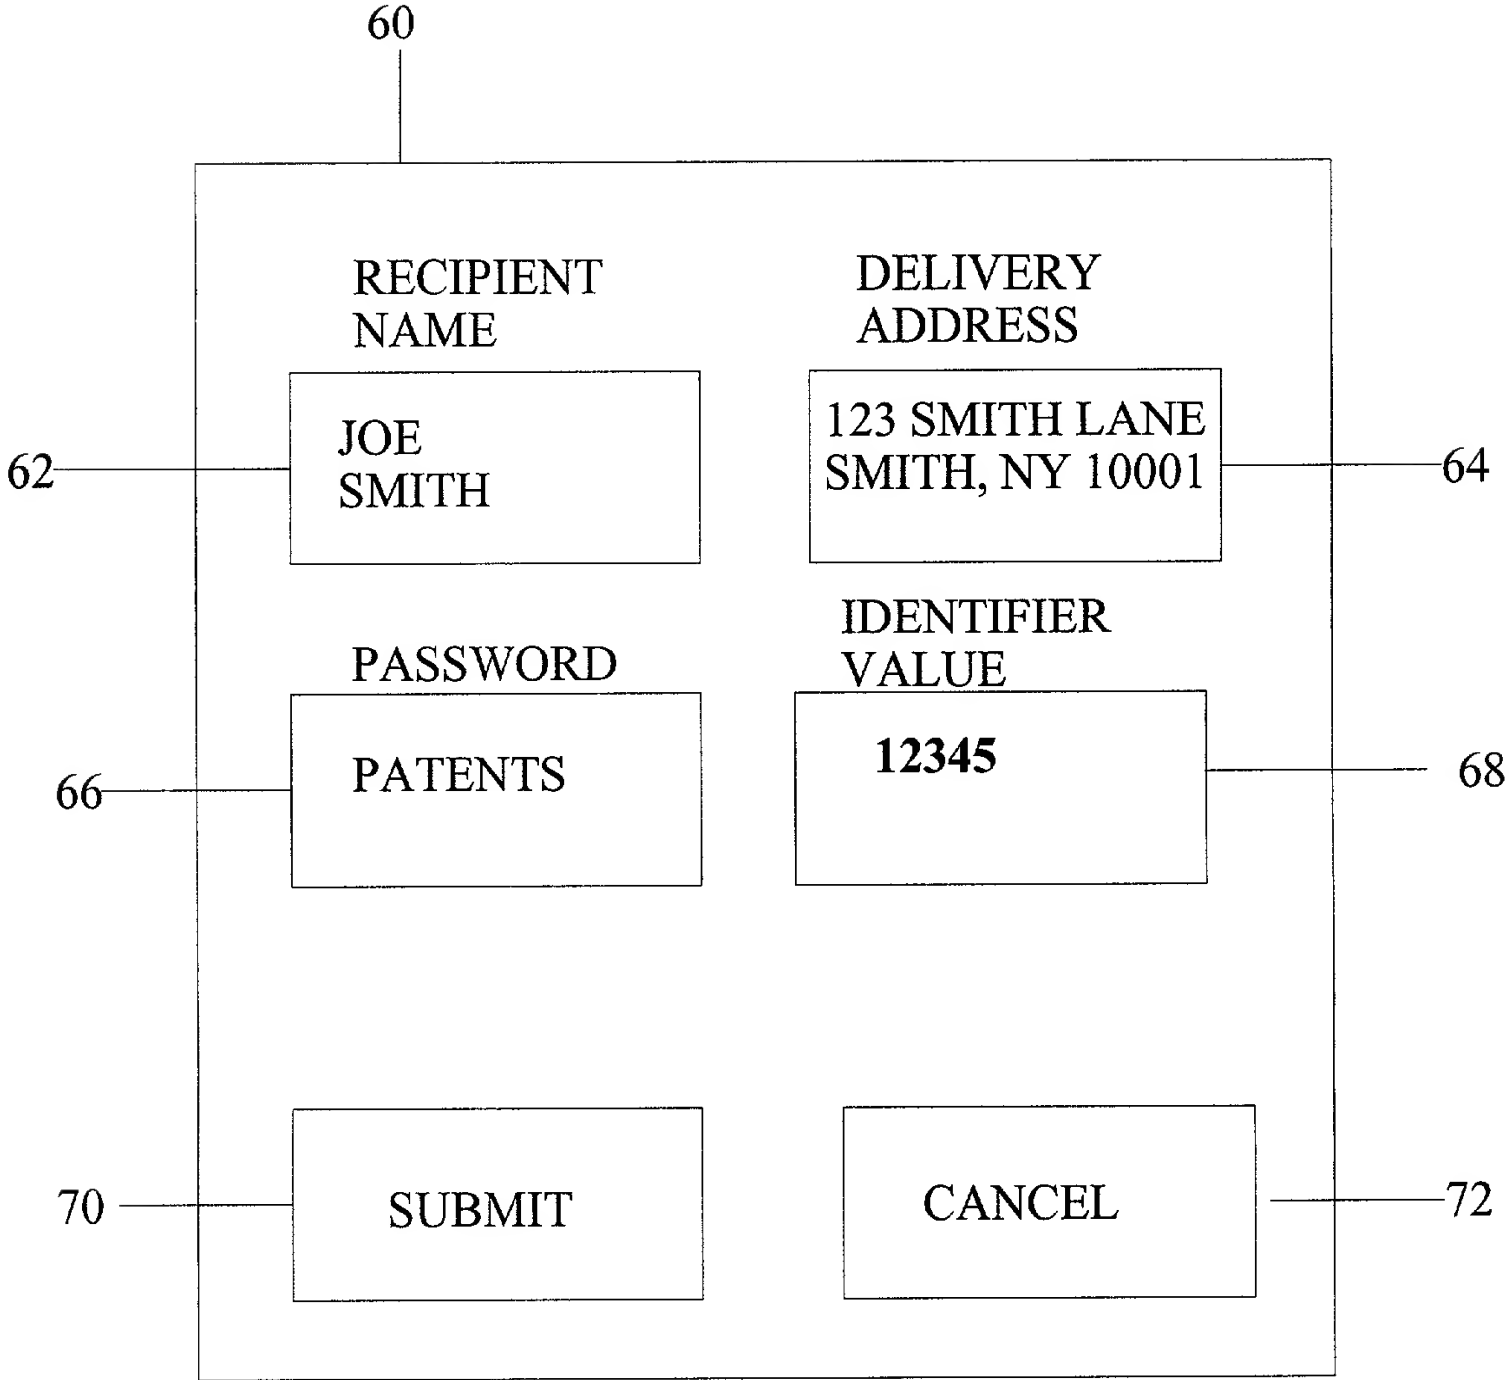 60
RECIPIENT
NAME
DELIVERY
ADDRESS
JOE
SMITH
123 SMITH LANE
SMITH, NY 10001
62
64
PASSWORD
IDENTIFIER
VALUE
PATENTS
12345
66
68
SUBMIT
CANCEL
70
72